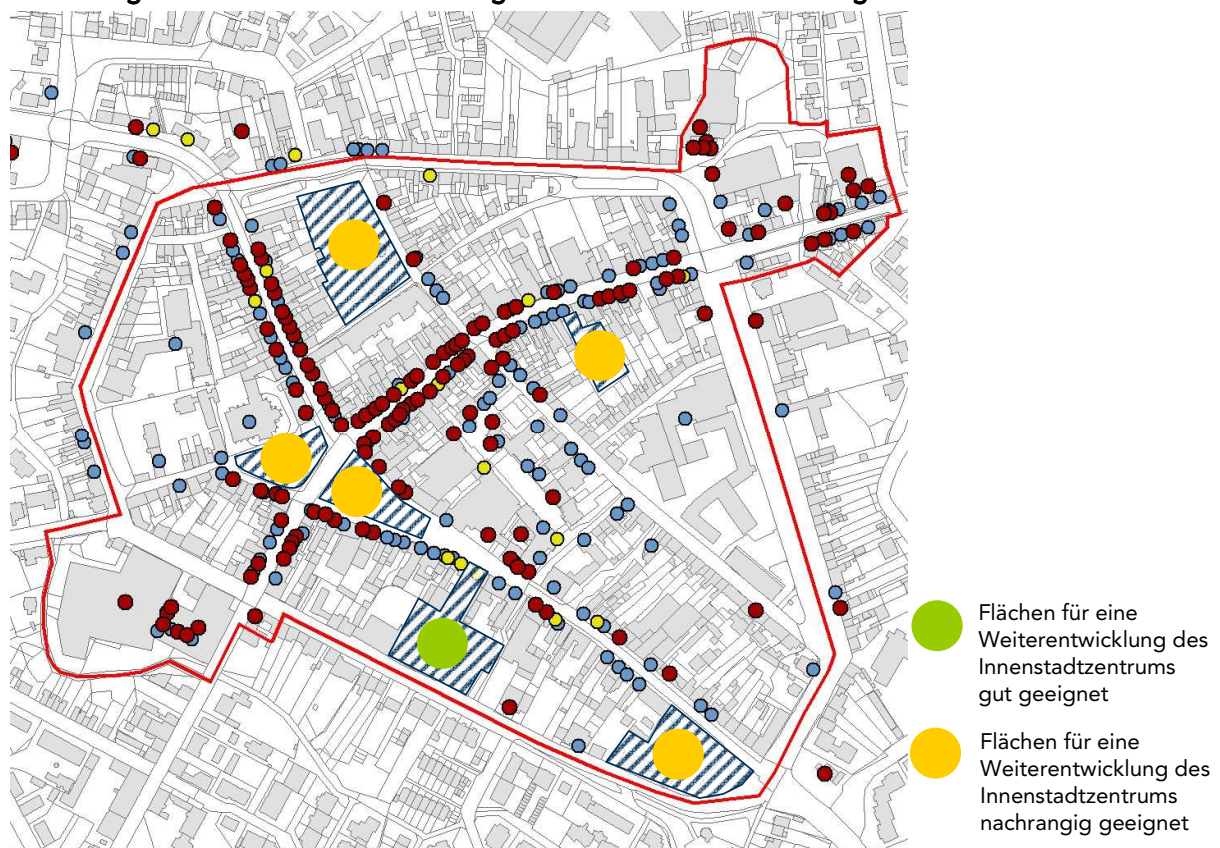 Flächen für eine
Weiterentwicklung des
Innenstadtzentrums
gut geeignet
Flächen für eine
Weiterentwicklung des
Innenstadtzentrums
nachrangig geeignet